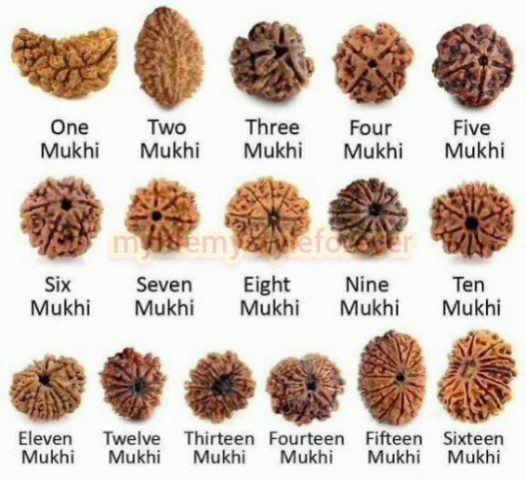 One Two Three Four Five
Mukhi Mukhi Mukhi Mukhi Mukhi
Six Seven Eight Nine Ten
Mukhi Mukhi Mukhi Mukhi Mukhi
Eleven Twelve Thirteen Fourteen Fifteen Sixteen
Mukhi Mukhi Mukhi Mukhi Mukhi Mukhi